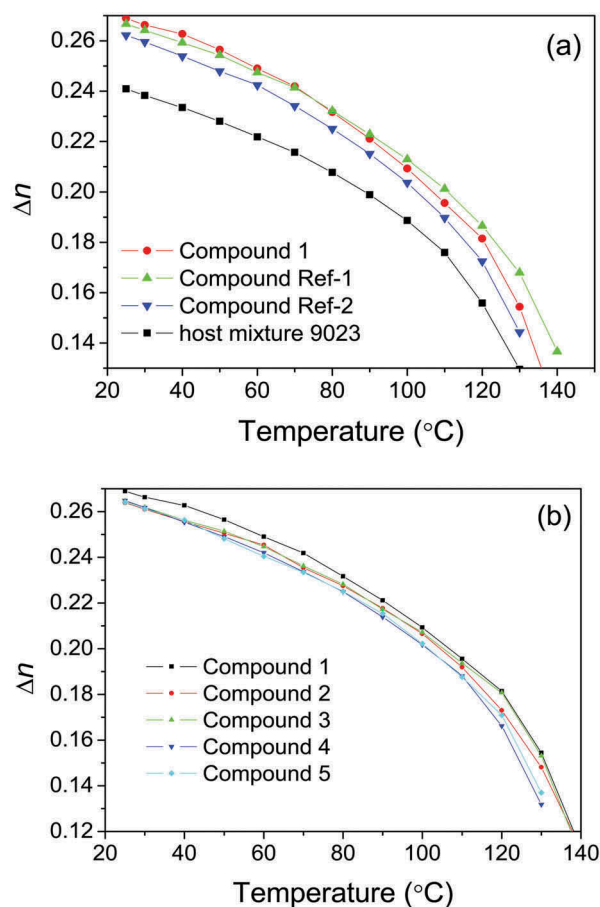 (a)
0.26
0.24
0.22
0.20
0.18
0.16
0.14
Δn
Compound 1
Compound Ref-1
Compound Ref-2
host mixture 9023
20 40 60 80 100 120 140
Temperature (°C)
(b)
0.26
0.24
0.22
0.20
0.18
0.16
0.14
0.12
Δn
Compound 1
Compound 2
Compound 3
Compound 4
Compound 5
20 40 60 80 100 120 140
Temperature (°C)